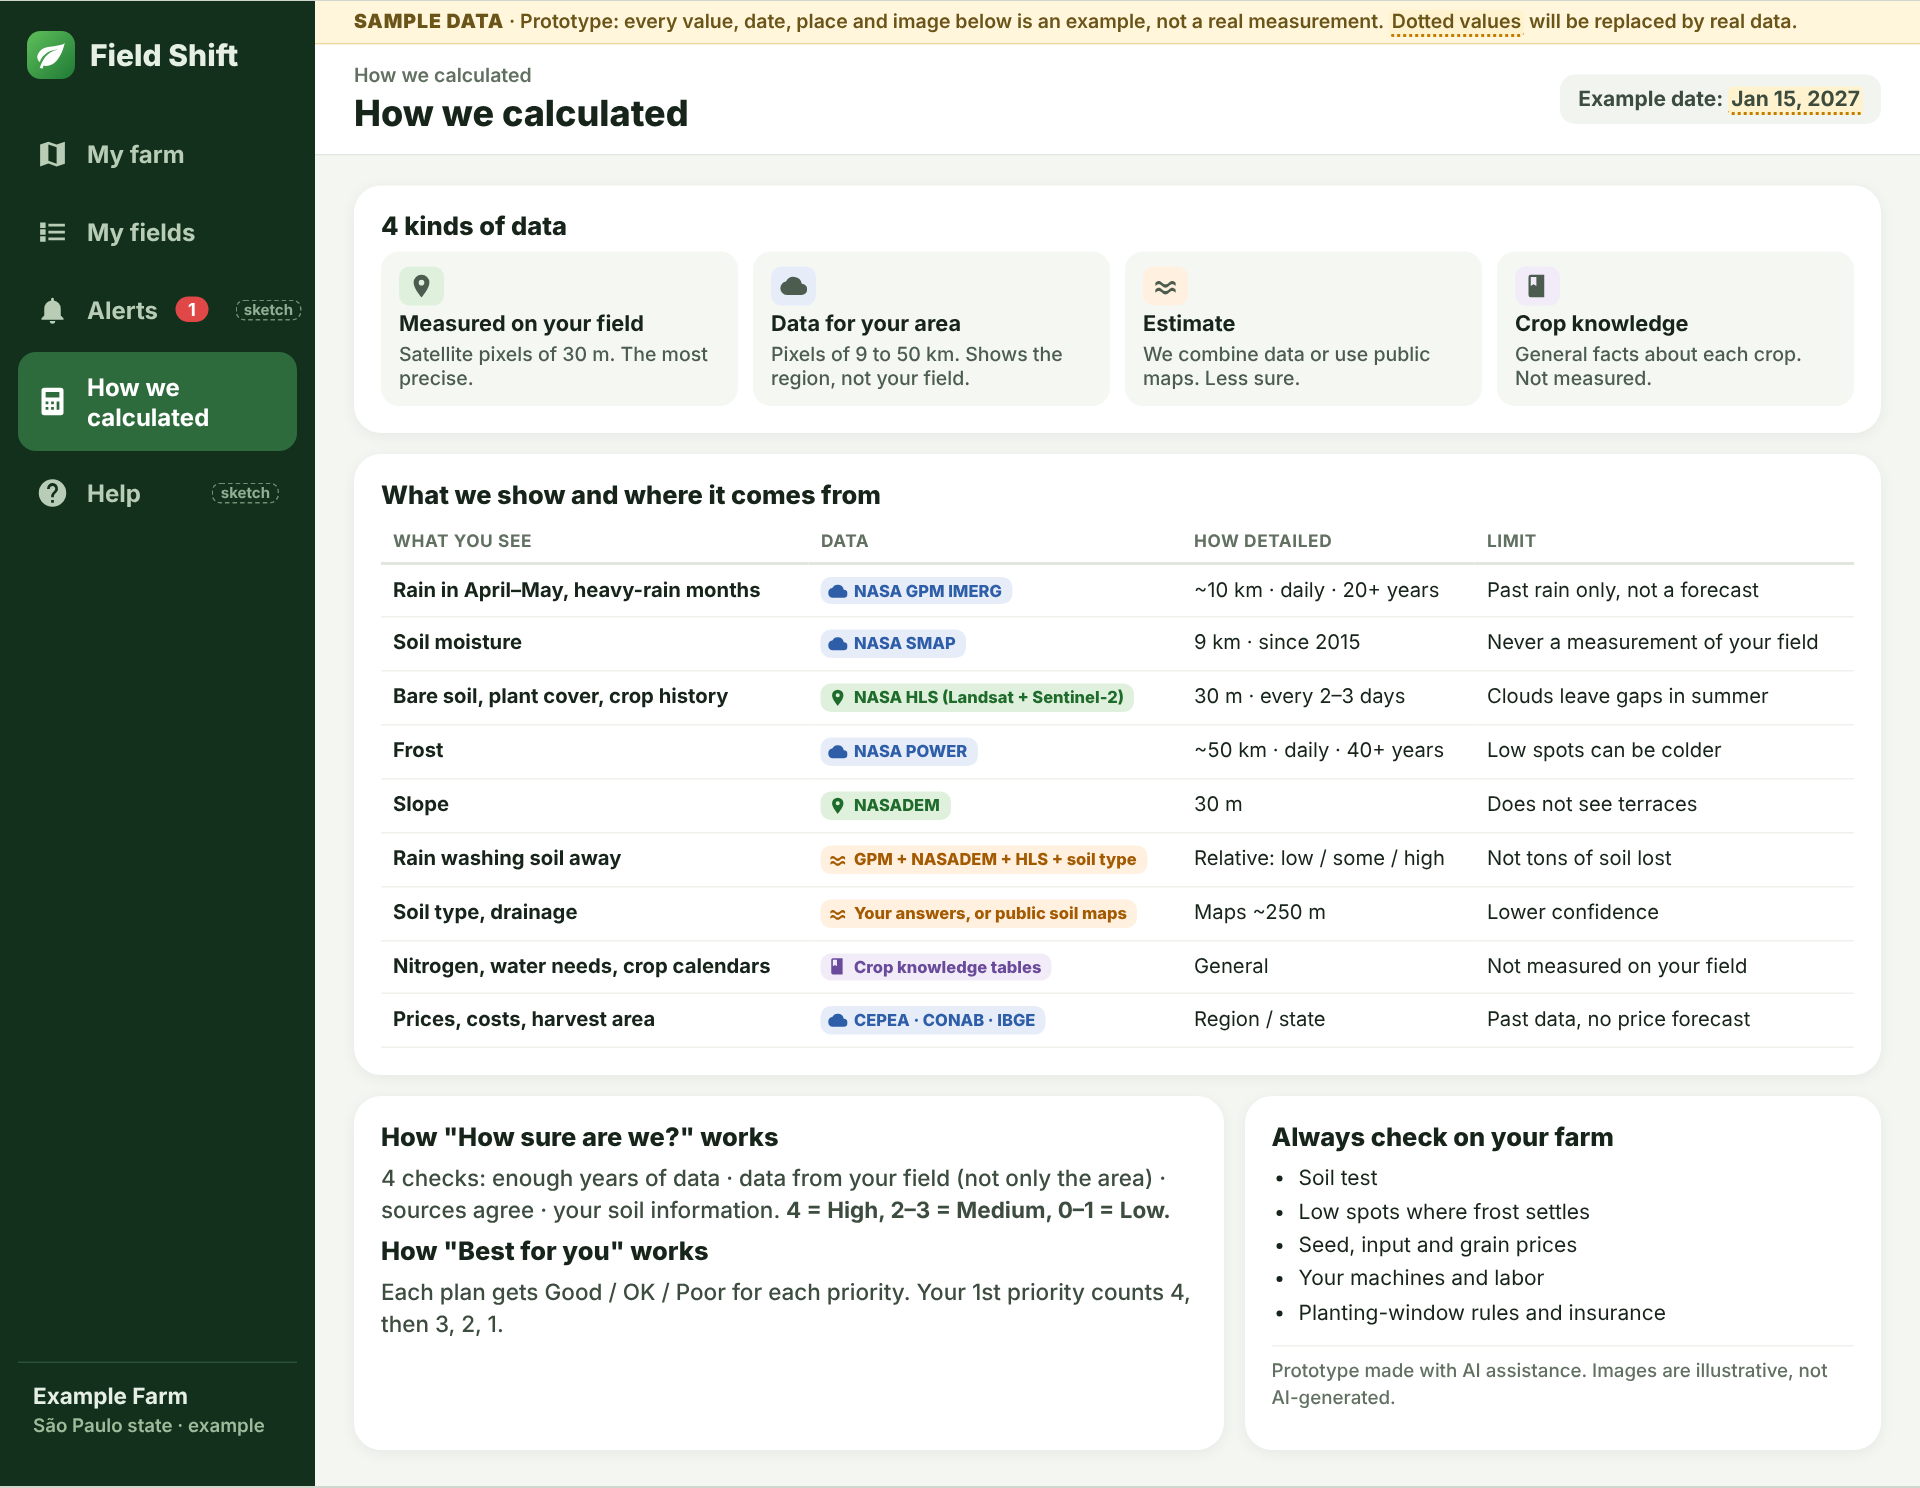 SAMPLE DATA · Prototype: every value, date, place and image below is an example, not a real measurement. Dotted values will be replaced by real data.
Field Shift
My farm
My fields
Alerts 1 sketch
How we
calculated
Help sketch
Example Farm
São Paulo state · example
How we calculated
How we calculated
Example date: Jan 15, 2027
4 kinds of data
Measured on your field
Satellite pixels of 30 m. The most
precise.
Data for your area
Pixels of 9 to 50 km. Shows the
region, not your field.
Estimate
We combine data or use public
maps. Less sure.
Crop knowledge
General facts about each crop.
Not measured.
What we show and where it comes from
WHAT YOU SEE DATA HOW DETAILED LIMIT
Rain in April–May, heavy-rain months NASA GPM IMERG ~10 km · daily · 20+ years Past rain only, not a forecast
Soil moisture NASA SMAP 9 km · since 2015 Never a measurement of your field
Bare soil, plant cover, crop history NASA HLS (Landsat + Sentinel-2) 30 m · every 2–3 days Clouds leave gaps in summer
Frost NASA POWER ~50 km · daily · 40+ years Low spots can be colder
Slope NASADEM 30 m Does not see terraces
Rain washing soil away GPM + NASADEM + HLS + soil type Relative: low / some / high Not tons of soil lost
Soil type, drainage Your answers, or public soil maps Maps ~250 m Lower confidence
Nitrogen, water needs, crop calendars Crop knowledge tables General Not measured on your field
Prices, costs, harvest area CEPEA · CONAB · IBGE Region / state Past data, no price forecast
How "How sure are we?" works
4 checks: enough years of data · data from your field (not only the area) ·
sources agree · your soil information. 4 = High, 2–3 = Medium, 0–1 = Low.
How "Best for you" works
Each plan gets Good / OK / Poor for each priority. Your 1st priority counts 4,
then 3, 2, 1.
Always check on your farm
• Soil test
• Low spots where frost settles
• Seed, input and grain prices
• Your machines and labor
• Planting-window rules and insurance
Prototype made with AI assistance. Images are illustrative, not
AI-generated.